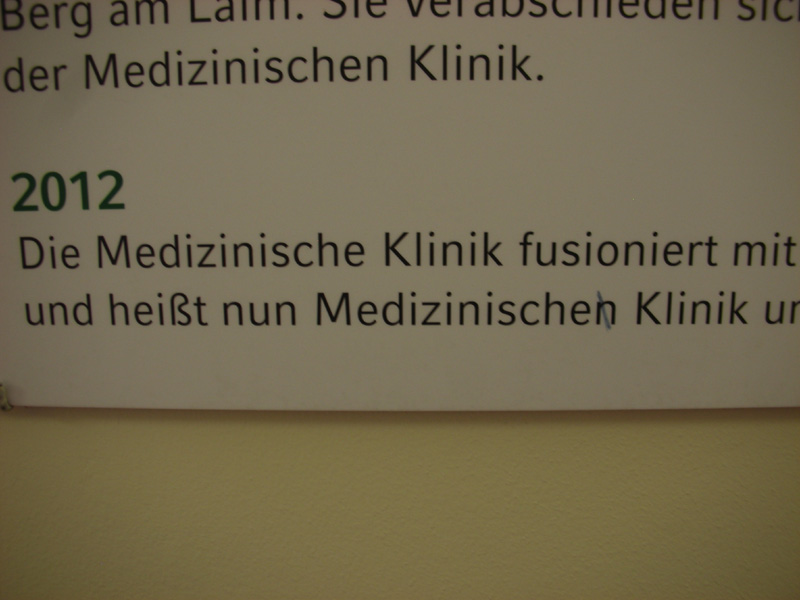 Berg am Laim. Sie verabschieden
der Medizinischen Klinik.
2012
Die Medizinische Klinik fusioniert mit
und heißt nun Medizinischen Klinik